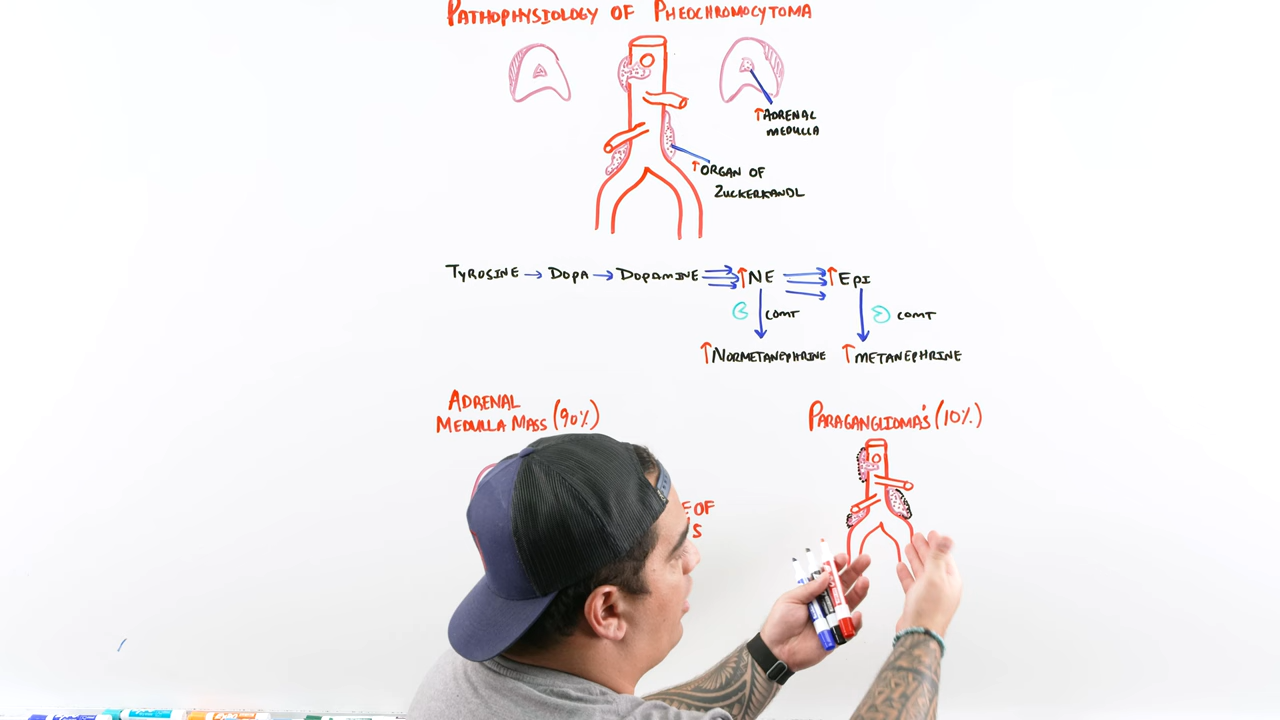 PATHOPHYSIOLOGY OF PHEOCHROMOCYTOMA
↑ADRENAL
MEDULLA
↑ORGAN OF
ZUCKERKANDL
TYROSINE → DOPA → DOPAMINE ↑NE ↑EPI
COMT COMT
↑NORMETANEPHRINE ↑METANEPHRINE
ADRENAL
MEDULLA MASS (90%)
PARAGANGLIOMA'S (10%)
OF
S